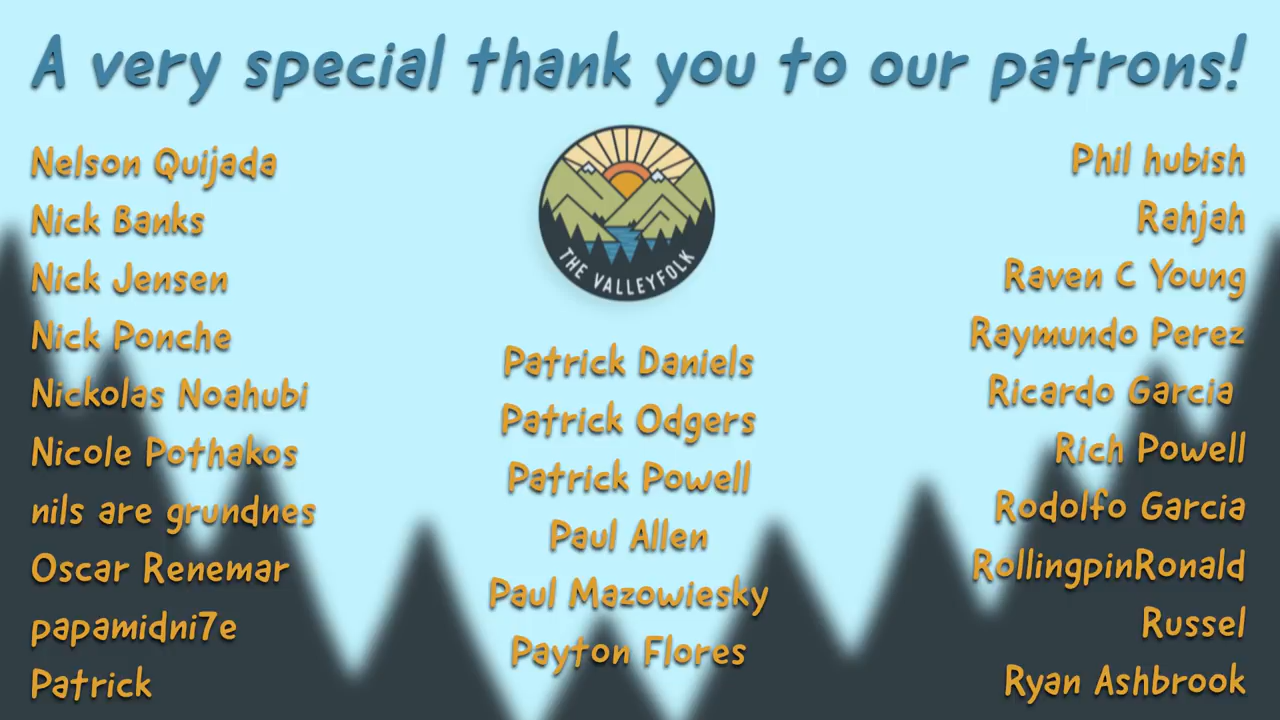 A very special thank you to our patrons!
Nelson Quijada
Nick Banks
Nick Jensen
Nick Ponche
Nickolas Noahubi
Nicole Pothakos
nils are grundnes
Oscar Renemar
papamidni7e
Patrick
THE VALLEYFOLK
Patrick Daniels
Patrick Odgers
Patrick Powell
Paul Allen
Paul Mazowiesky
Payton Flores
Phil hubish
Rahjah
Raven C Young
Raymundo Perez
Ricardo Garcia
Rich Powell
Rodolfo Garcia
RollingpinRonald
Russel
Ryan Ashbrook